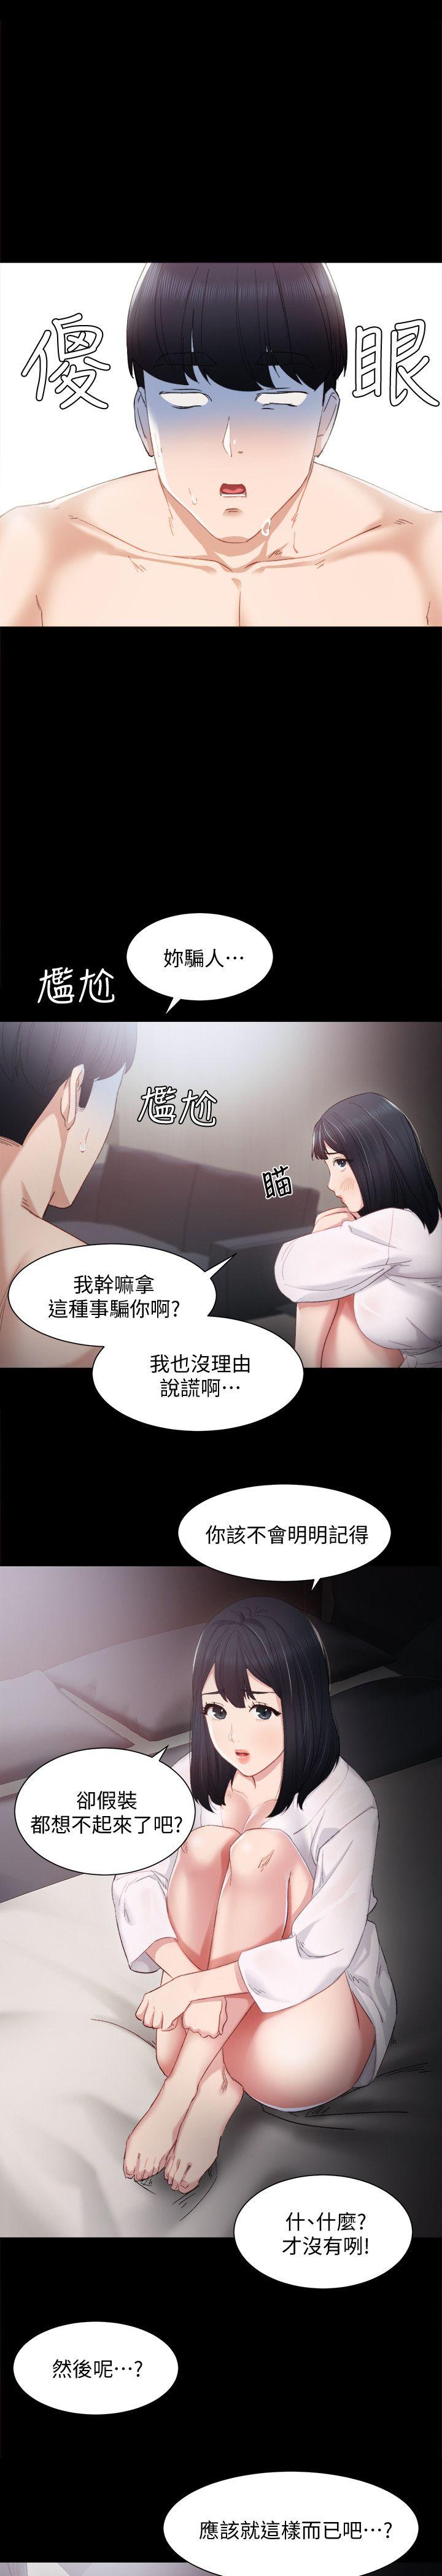 傻眼
妳騙人…
尷尬
尷尬
瞄
我幹嘛拿
這種事騙你啊?
我也沒理由
說謊啊…
你該不會明明記得
卻假裝
都想不起來了吧?
什、什麼?
才沒有咧!
然後呢…?
應該就這樣而已吧…?